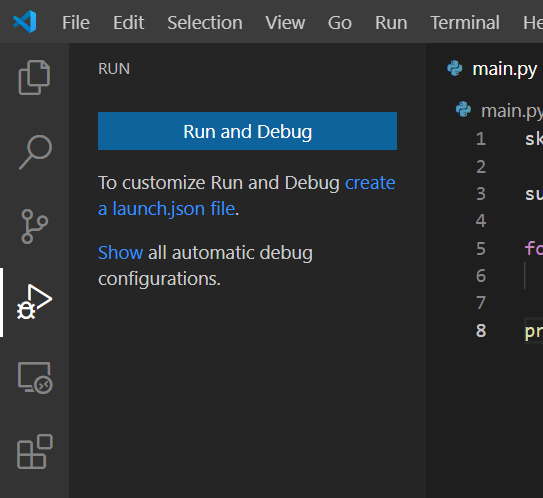 File Edit Selection View Go Run Terminal He
RUN
Run and Debug
To customize Run and Debug create
a launch.json file.
Show all automatic debug
configurations.
main.py
main.py
1 sk
2
3 su
4
5 fo
6
7
8 pr